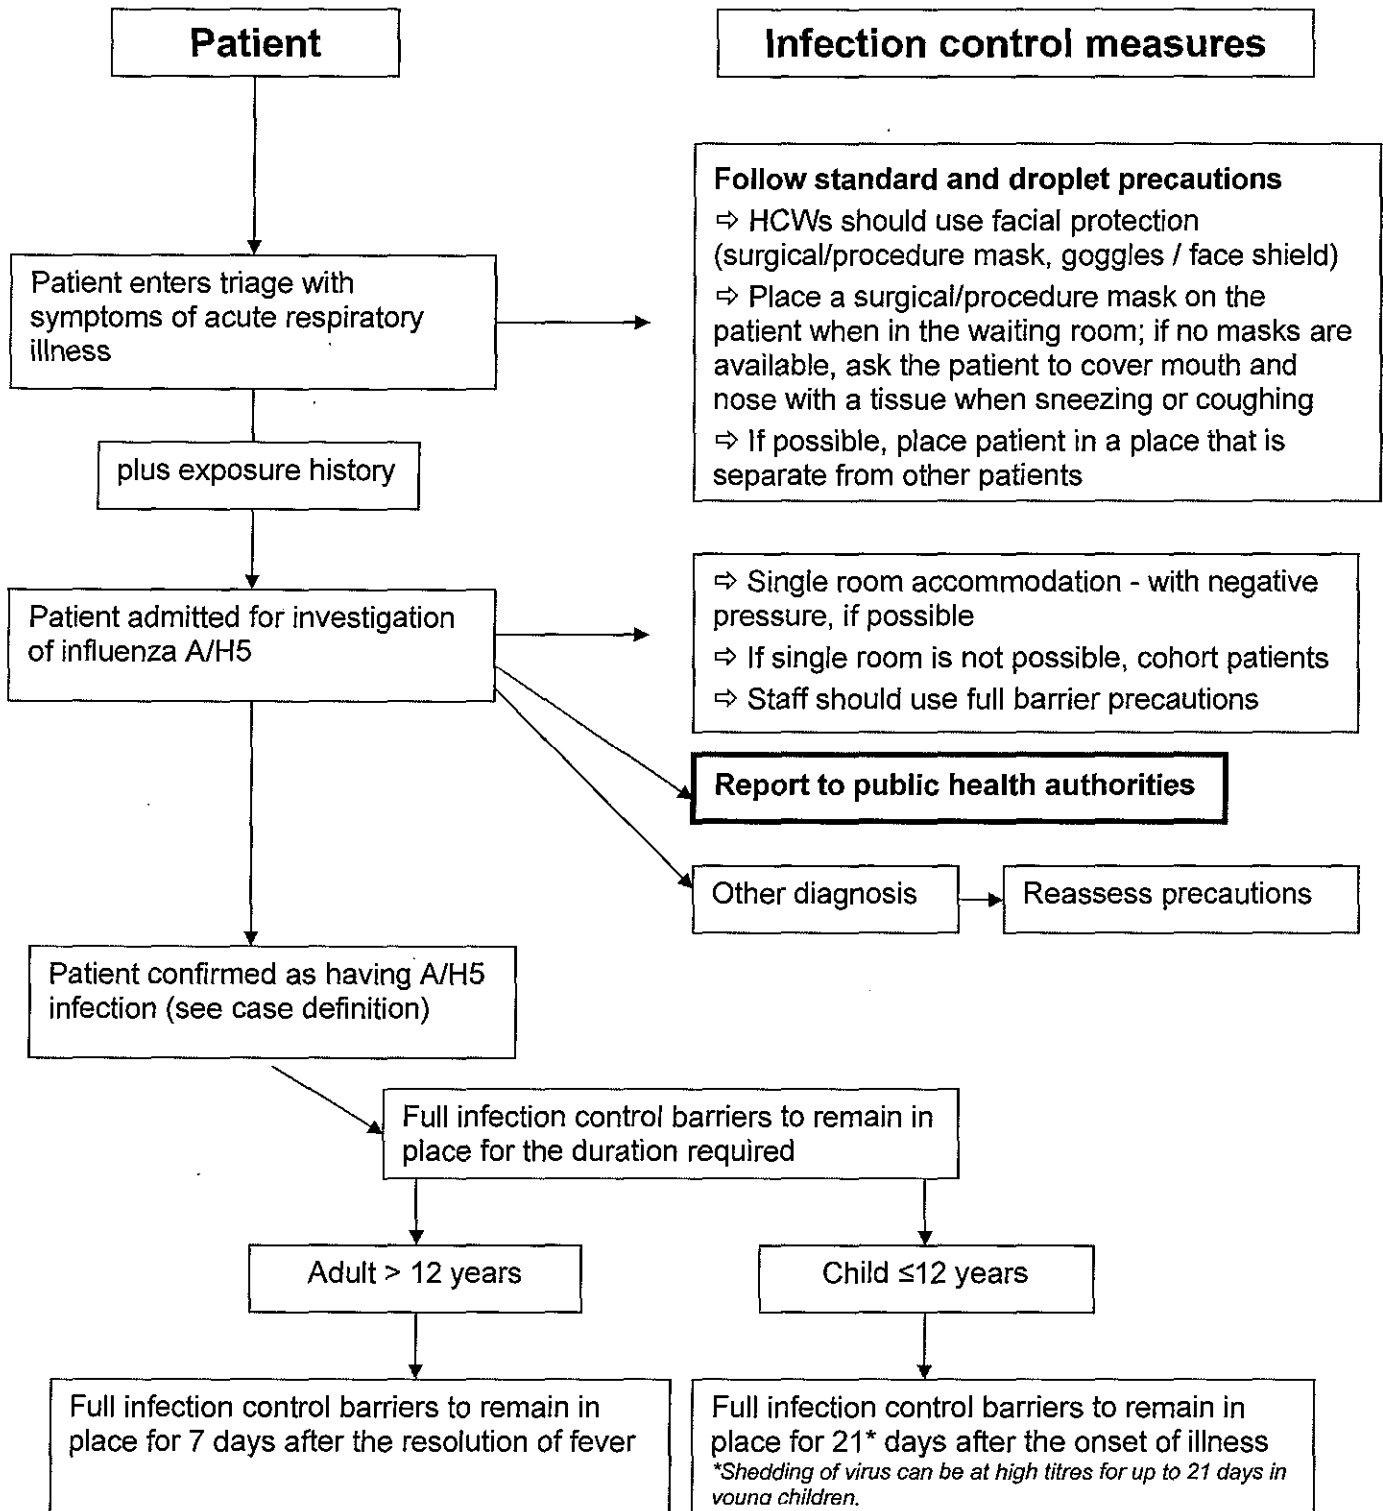 Patient
Infection control measures
Follow standard and droplet precautions
⇨ HCWs should use facial protection
(surgical/procedure mask, goggles / face shield)
⇨ Place a surgical/procedure mask on the
patient when in the waiting room; if no masks are
available, ask the patient to cover mouth and
nose with a tissue when sneezing or coughing
⇨ If possible, place patient in a place that is
separate from other patients
Patient enters triage with
symptoms of acute respiratory
illness
plus exposure history
Patient admitted for investigation
of influenza A/H5
⇨ Single room accommodation - with negative
pressure, if possible
⇨ If single room is not possible, cohort patients
⇨ Staff should use full barrier precautions
Report to public health authorities
Other diagnosis
Reassess precautions
Patient confirmed as having A/H5
infection (see case definition)
Full infection control barriers to remain in
place for the duration required
Adult > 12 years
Child ≤12 years
Full infection control barriers to remain in
place for 7 days after the resolution of fever
Full infection control barriers to remain in
place for 21* days after the onset of illness
*Shedding of virus can be at high titres for up to 21 days in
young children.